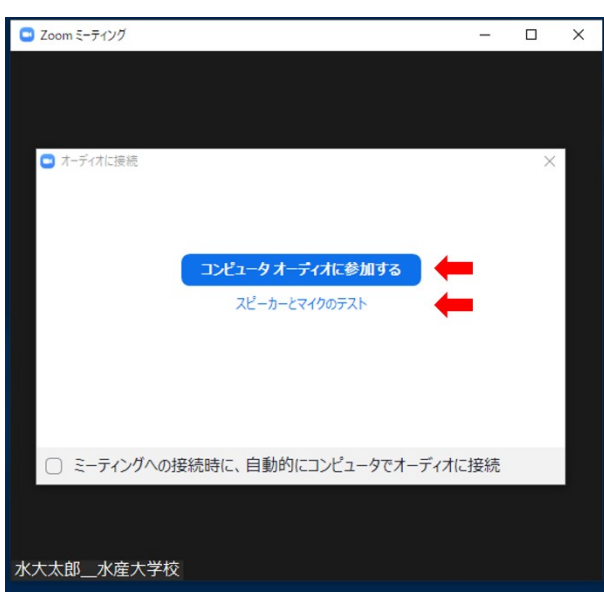 Zoom ミーティング
オーディオに接続
コンピュータ オーディオに参加する
スピーカーとマイクのテスト
ミーティングへの接続時に、自動的にコンピュータでオーディオに接続
水大太郎__水産大学校